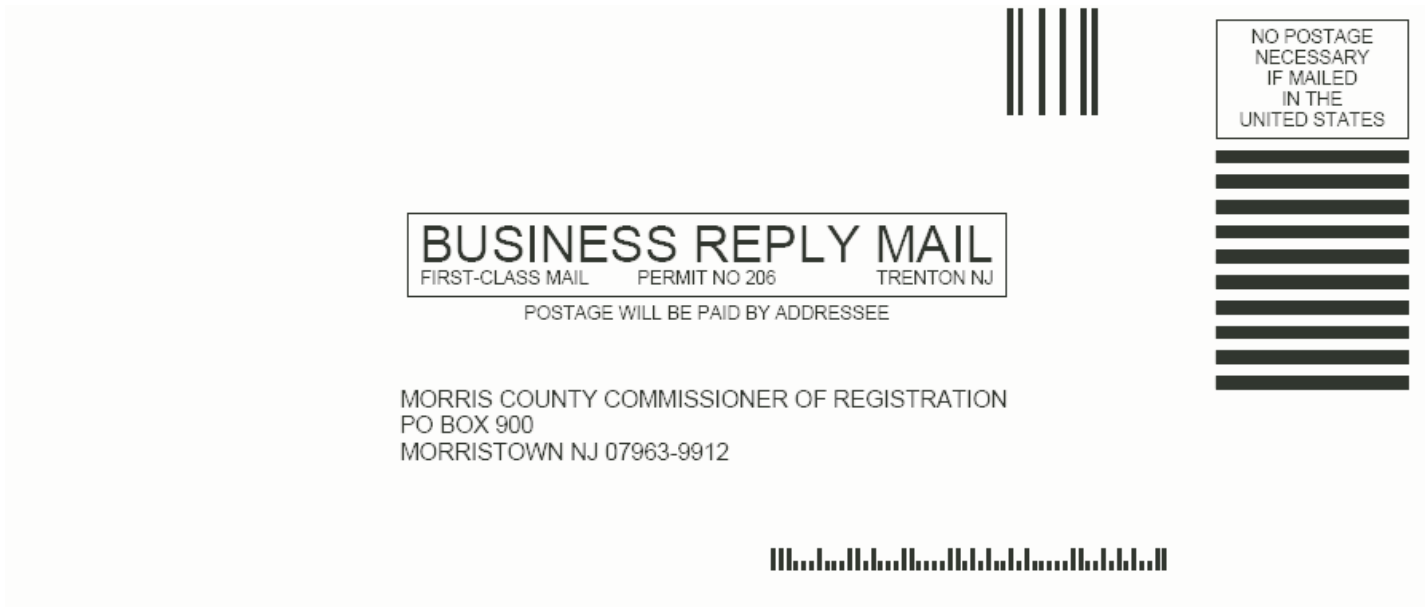 NO POSTAGE
NECESSARY
IF MAILED
IN THE
UNITED STATES
BUSINESS REPLY MAIL
FIRST-CLASS MAIL PERMIT NO 206 TRENTON NJ
POSTAGE WILL BE PAID BY ADDRESSEE
MORRIS COUNTY COMMISSIONER OF REGISTRATION
PO BOX 900
MORRISTOWN NJ 07963-9912